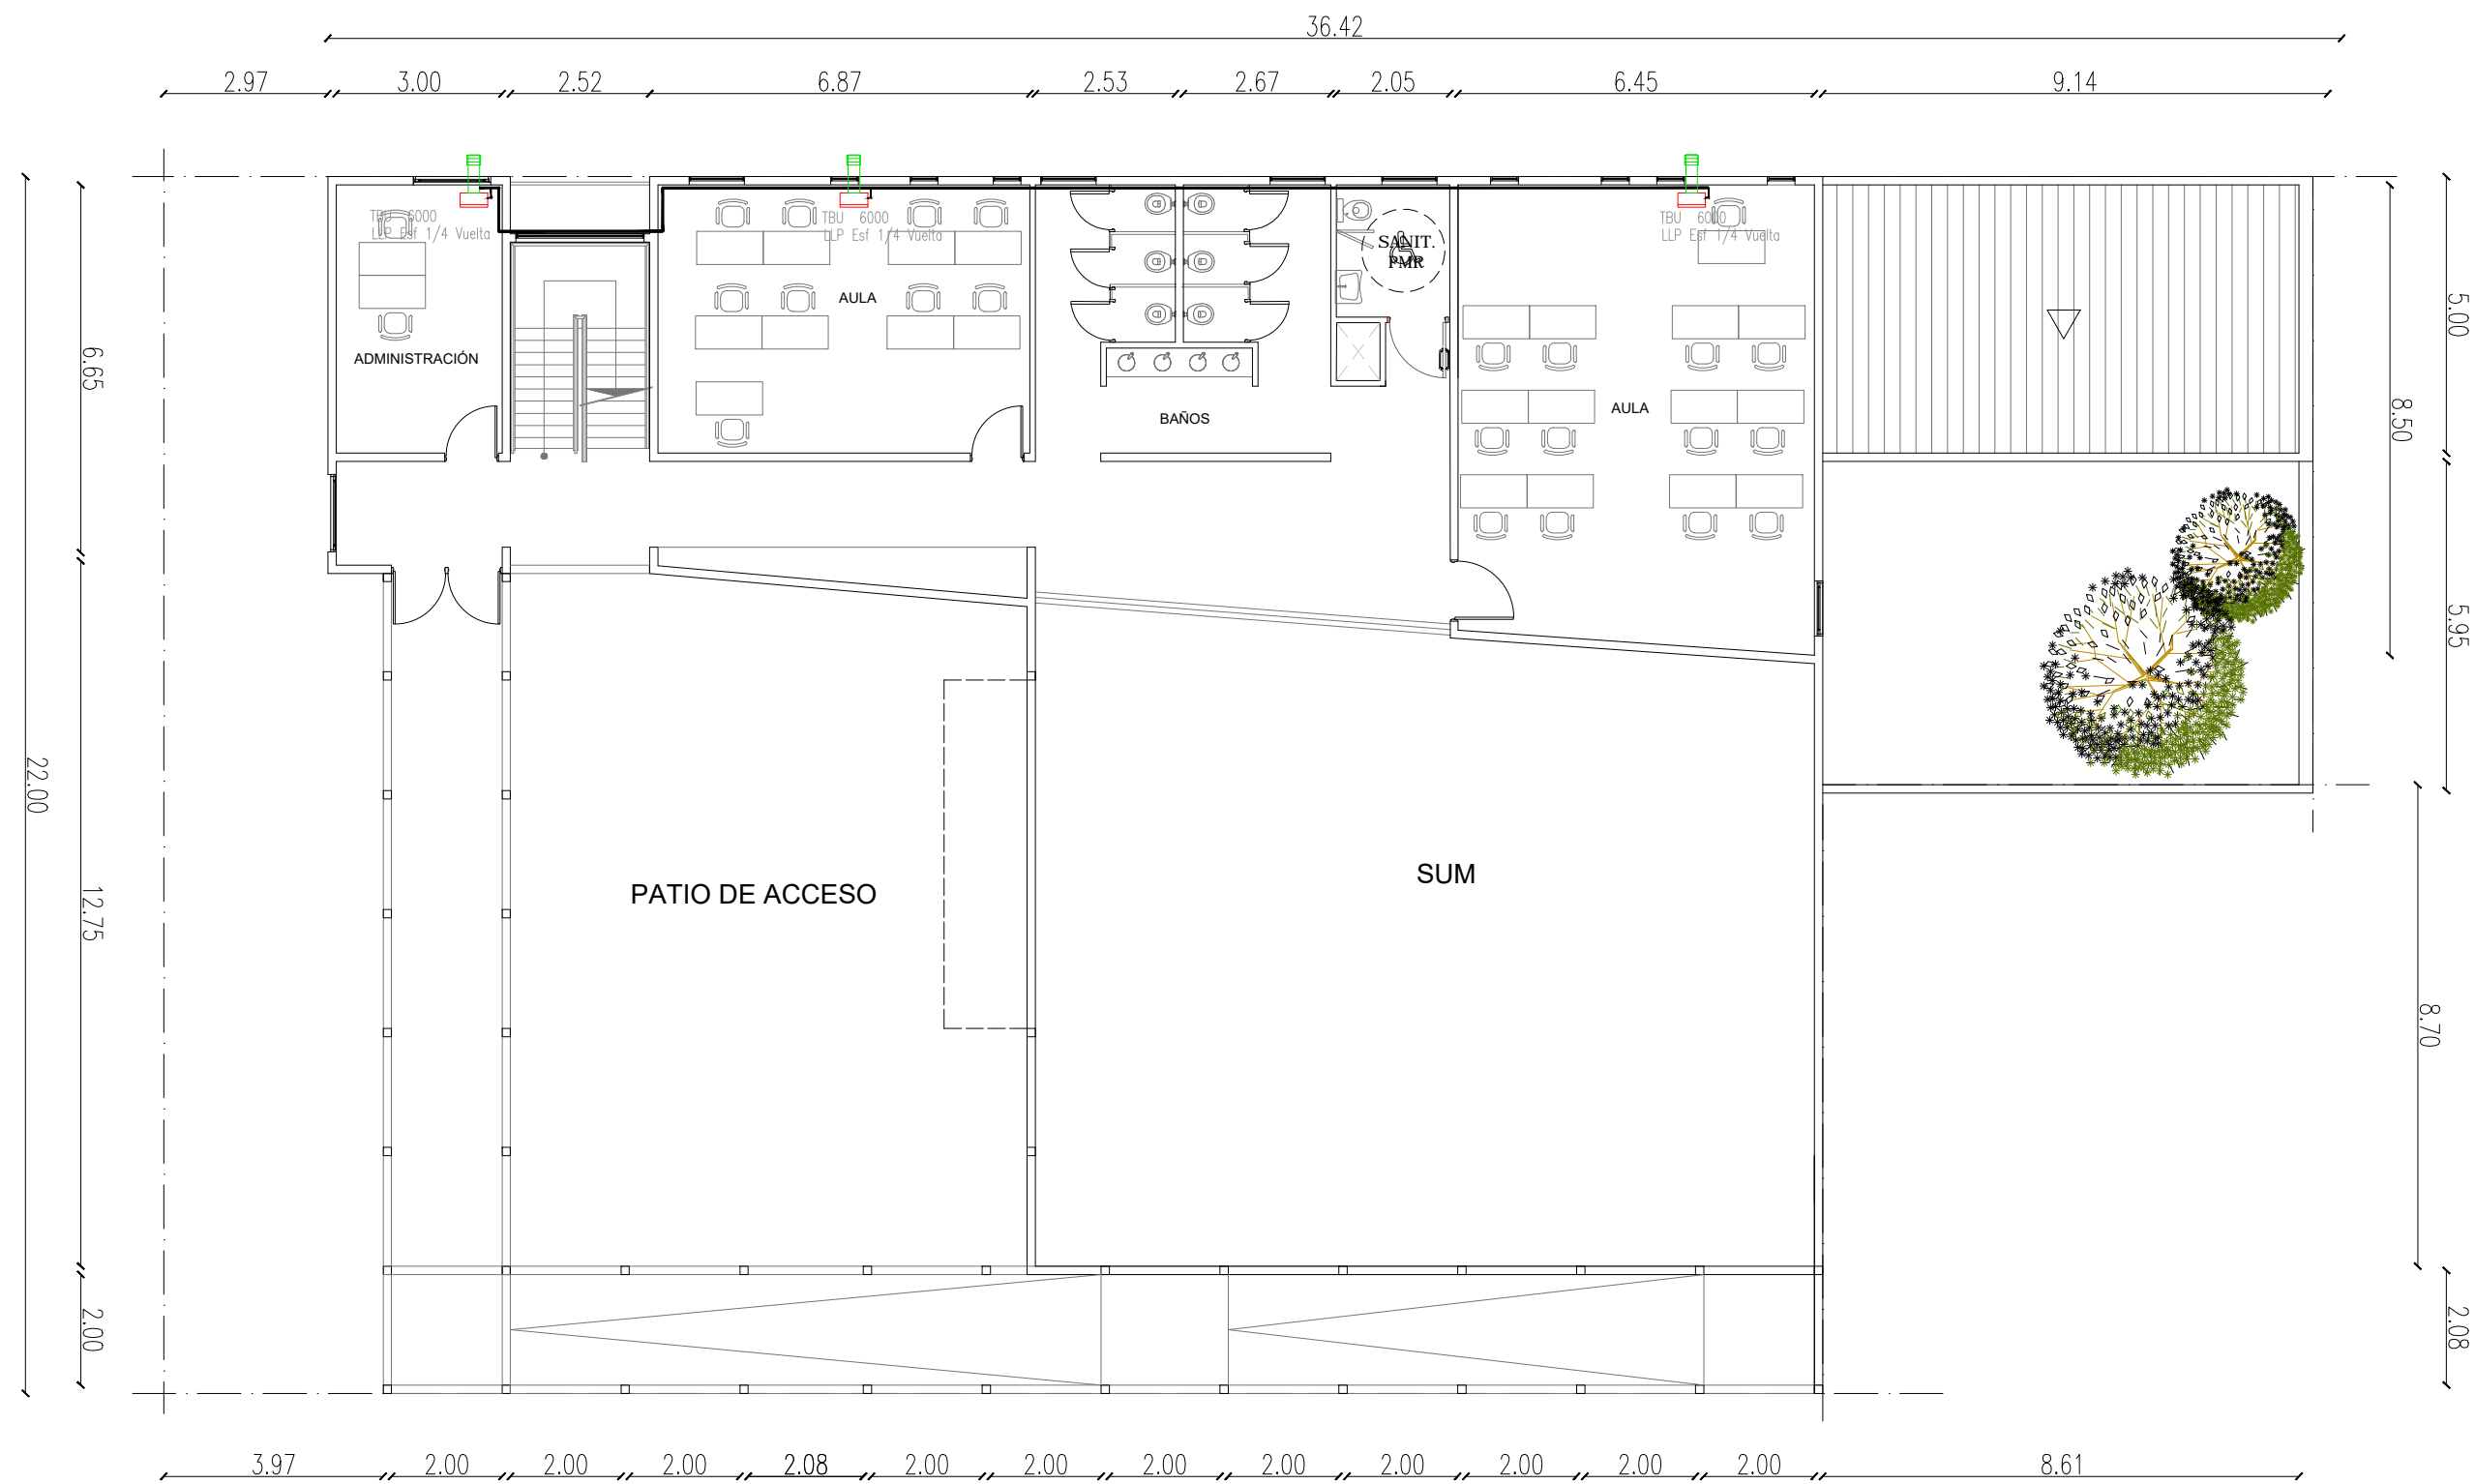 36.42
2.97 3.00 2.52 6.87 2.53 2.67 2.05 6.45 9.14
TBU 6000
LLP Esf 1/4 Vuelta
TBU 6000
LLP Esf 1/4 Vuelta
SANIT.
PMR
TBU 6000
LLP Esf 1/4 Vuelta
AULA
ADMINISTRACIÓN
AULA
BAÑOS
5.00
6.65
8.50
5.95
22.00
SUM
PATIO DE ACCESO
12.75
8.70
2.00
2.08
3.97 2.00 2.00 2.00 2.08 2.00 2.00 2.00 2.00 2.00 2.00 2.00 2.00 8.61